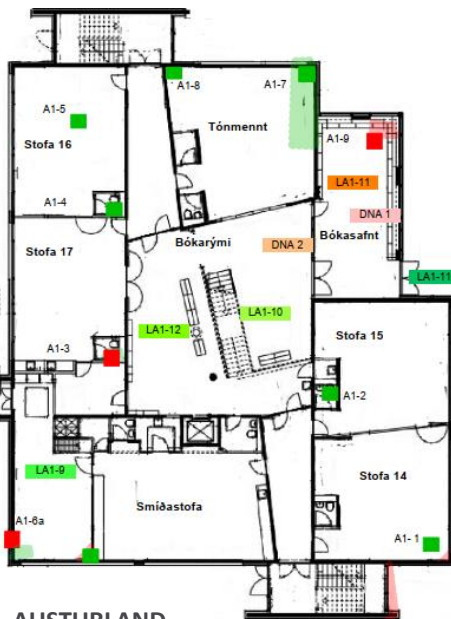 A1-8
A1-7
A1-5
Tónmennt
A1-9
Stofa 16
LA1-11
A1-4
DNA 1
Bókasafnt
Bókarými
DNA 2
Stofa 17
LA1-11
LA1-10
LA1-12
Stofa 15
A1-3
A1-2
LA1-9
Stofa 14
Smíðastofa
A1-6a
A1- 1
AUSTURLAND